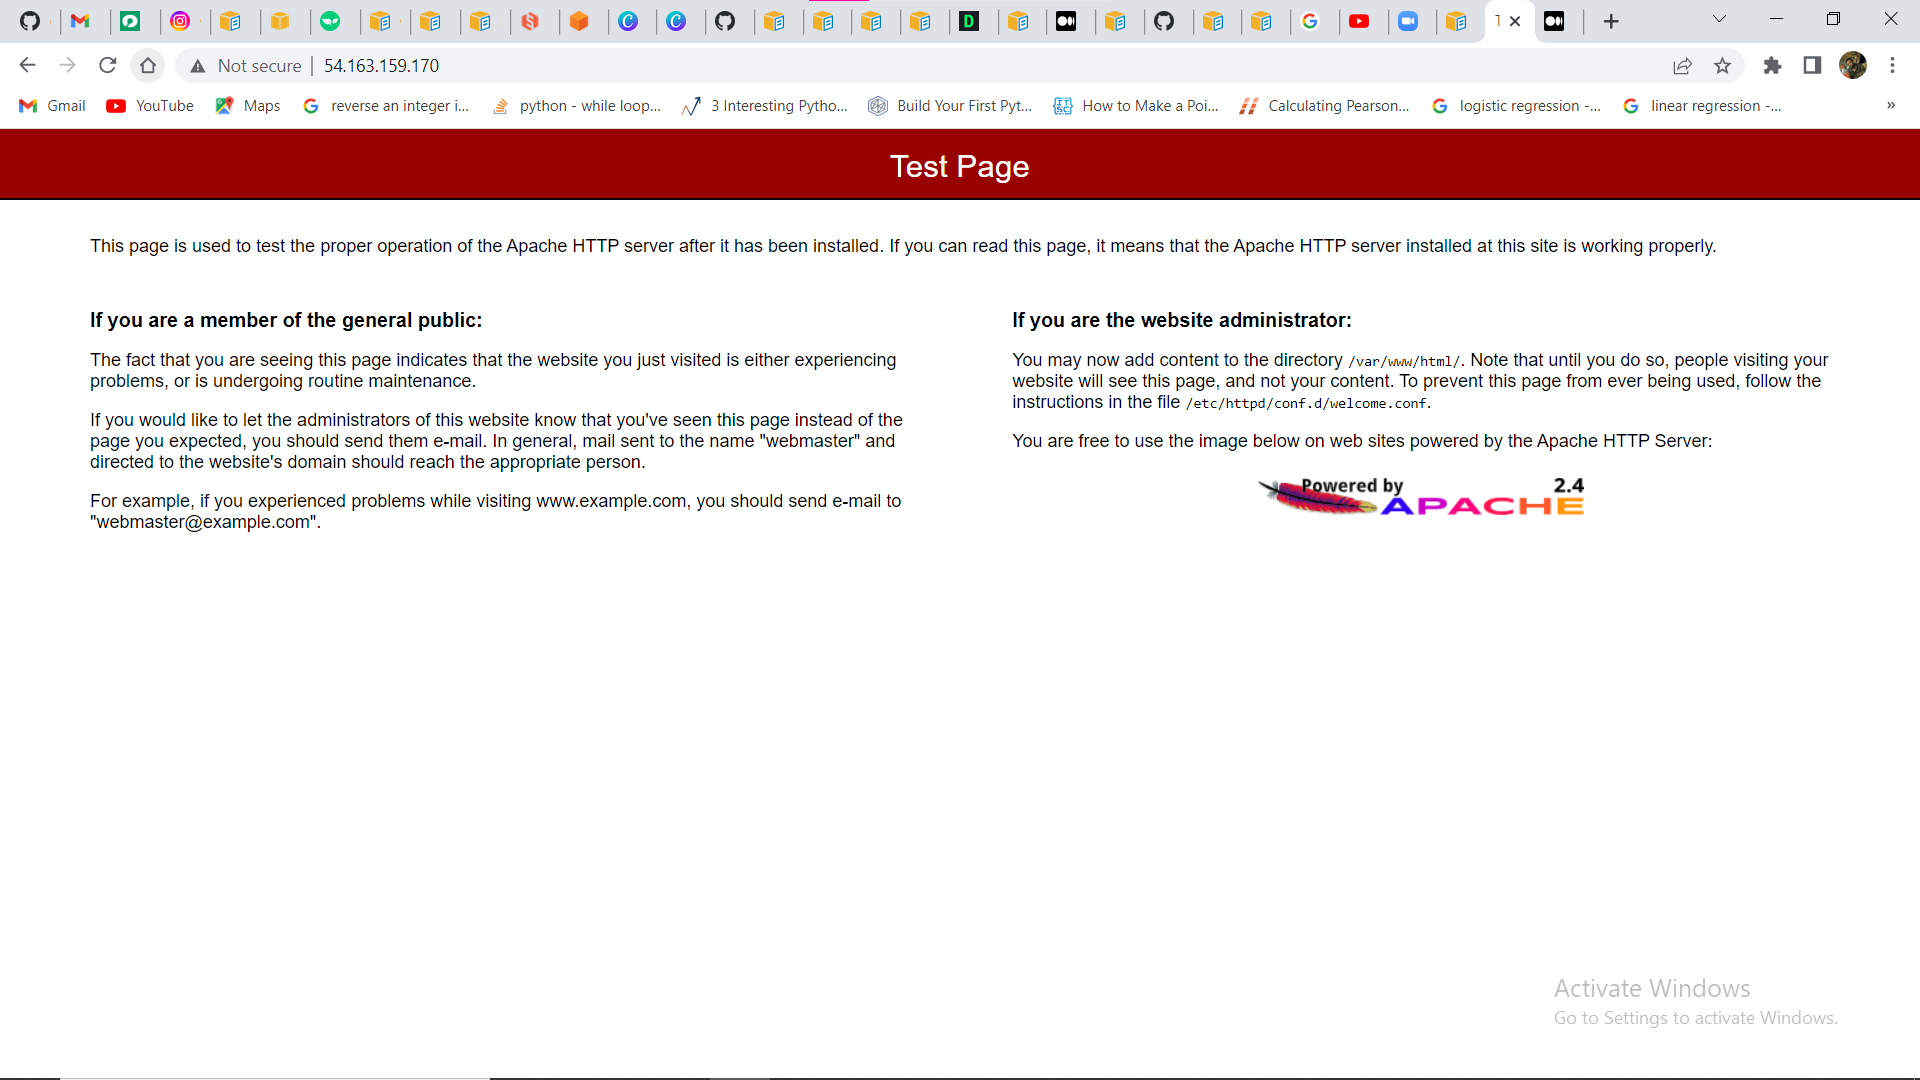 Not secure | 54.163.159.170
Gmail YouTube Maps reverse an integer i... python - while loop... 3 Interesting Pytho... Build Your First Pyt... How to Make a Poi... Calculating Pearson... logistic regression -... linear regression -... »
Test Page
This page is used to test the proper operation of the Apache HTTP server after it has been installed. If you can read this page, it means that the Apache HTTP server installed at this site is working properly.
If you are a member of the general public:
The fact that you are seeing this page indicates that the website you just visited is either experiencing
problems, or is undergoing routine maintenance.
If you would like to let the administrators of this website know that you've seen this page instead of the
page you expected, you should send them e-mail. In general, mail sent to the name "webmaster" and
directed to the website's domain should reach the appropriate person.
For example, if you experienced problems while visiting www.example.com, you should send e-mail to
"webmaster@example.com".
If you are the website administrator:
You may now add content to the directory /var/www/html/. Note that until you do so, people visiting your
website will see this page, and not your content. To prevent this page from ever being used, follow the
instructions in the file /etc/httpd/conf.d/welcome.conf.
You are free to use the image below on web sites powered by the Apache HTTP Server:
Powered by 2.4
APACHE
Activate Windows
Go to Settings to activate Windows.